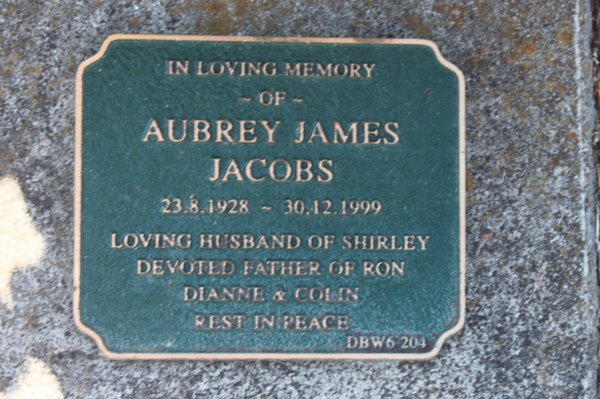 IN LOVING MEMORY
~ OF ~
AUBREY JAMES
JACOBS
23.8.1928 ~ 30.12.1999
LOVING HUSBAND OF SHIRLEY
DEVOTED FATHER OF RON
DIANNE & COLIN
REST IN PEACE
DBW6 204